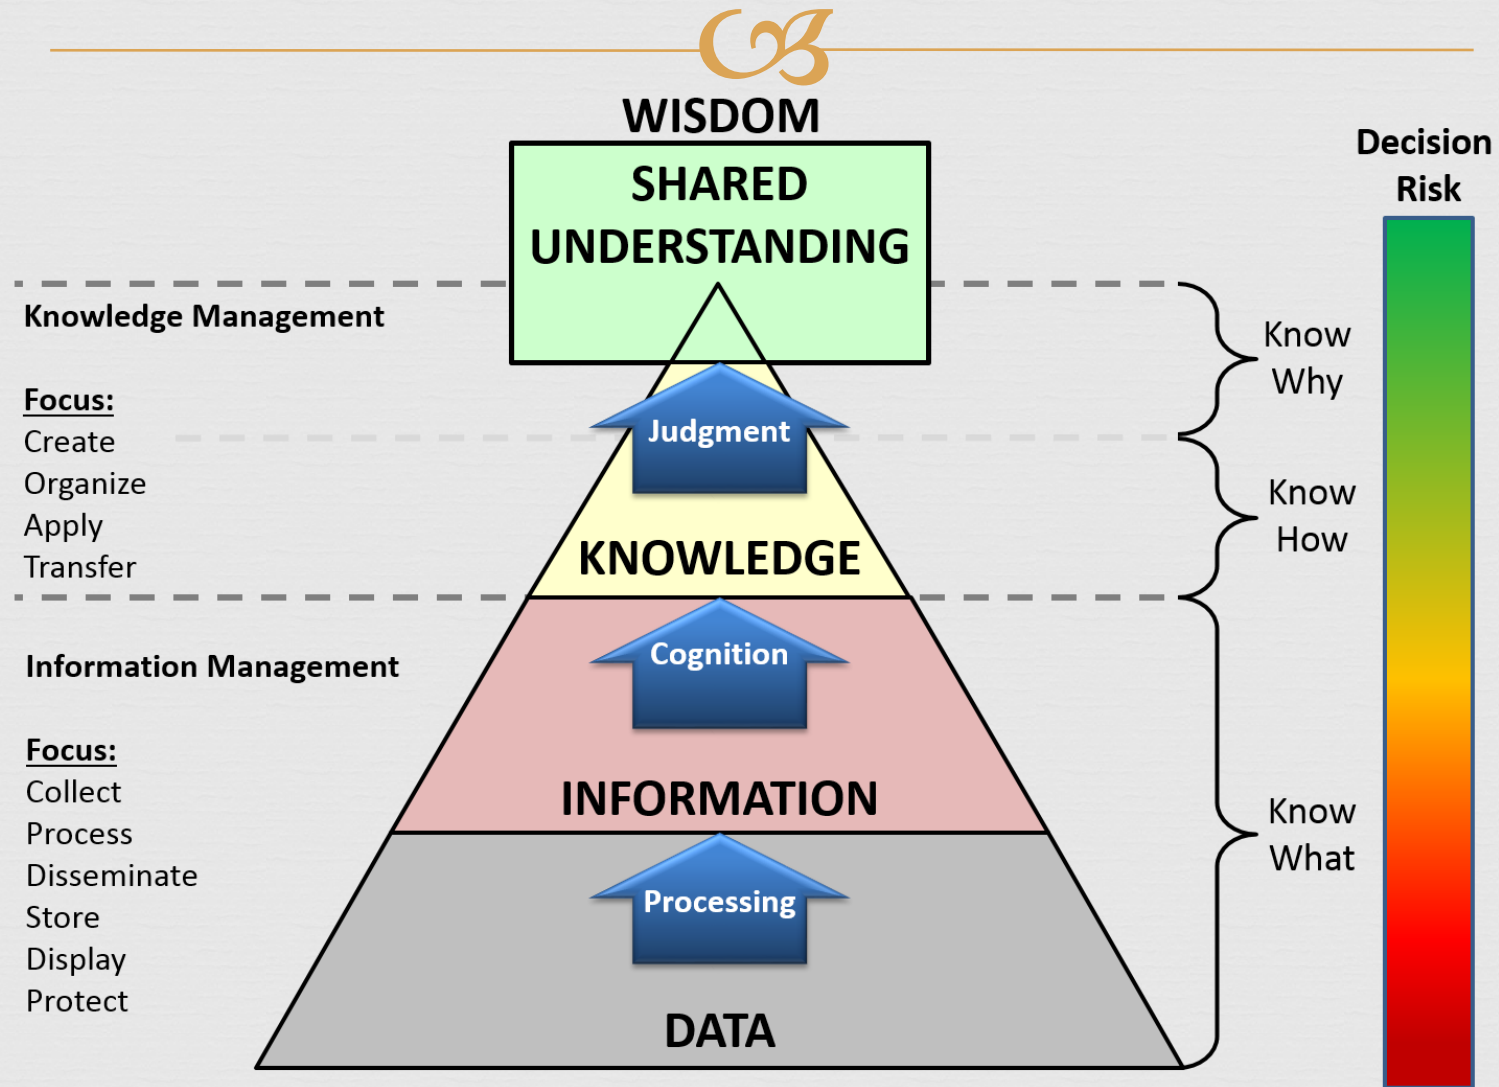 WISDOM
SHARED
UNDERSTANDING
Decision
Risk
Knowledge Management
Focus:
Create
Organize
Apply
Transfer
Judgment
KNOWLEDGE
Know
Why
Know
How
Information Management
Focus:
Collect
Process
Disseminate
Store
Display
Protect
Cognition
INFORMATION
Processing
DATA
Know
What